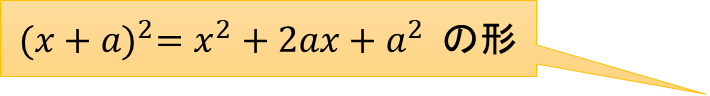 (x + a)² = x² + 2ax + a² の形